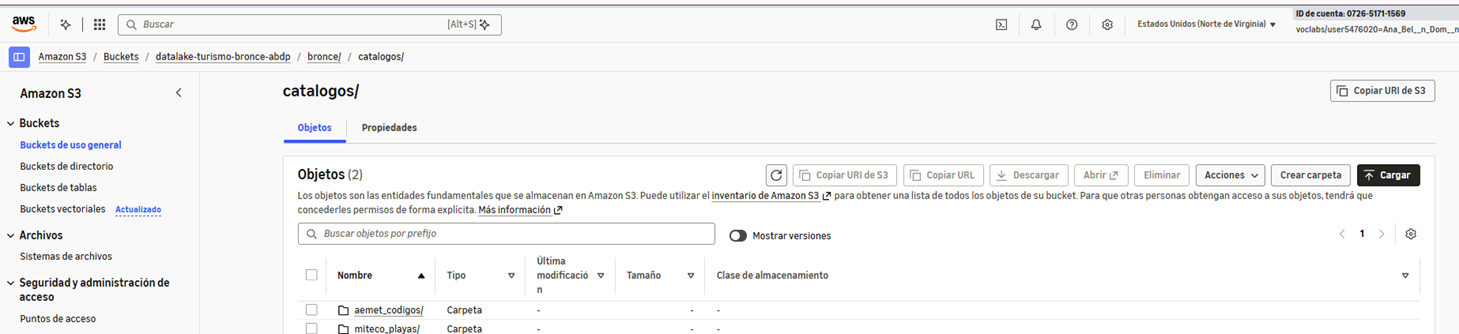 aws
Buscar
[Alt+S]
Estados Unidos (Norte de Virginia)
ID de cuenta: 0726-5171-1569
voclabs/user5476020=Ana_Bel__n_Dom__n
Amazon S3 / Buckets / datalake-turismo-bronce-abdp / bronce/ / catalogos/
Amazon S3
Buckets
Buckets de uso general
Buckets de directorio
Buckets de tablas
Buckets vectoriales Actualizado
Archivos
Sistemas de archivos
Seguridad y administración de
acceso
Puntos de acceso
catalogos/
Copiar URI de S3
Objetos
Propiedades
Objetos (2)
Copiar URI de S3
Copiar URL
Descargar
Abrir
Eliminar
Acciones
Crear carpeta
Cargar
Los objetos son las entidades fundamentales que se almacenan en Amazon S3. Puede utilizar el inventario de Amazon S3 para obtener una lista de todos los objetos de su bucket. Para que otras personas obtengan acceso a sus objetos, tendrá que
concederles permisos de forma explícita. Más información
Buscar objetos por prefijo
Mostrar versiones
1
Nombre
Tipo
Última
modificació
n
Tamaño
Clase de almacenamiento
aemet_codigos/ Carpeta - - -
miteco_playas/ Carpeta - - -